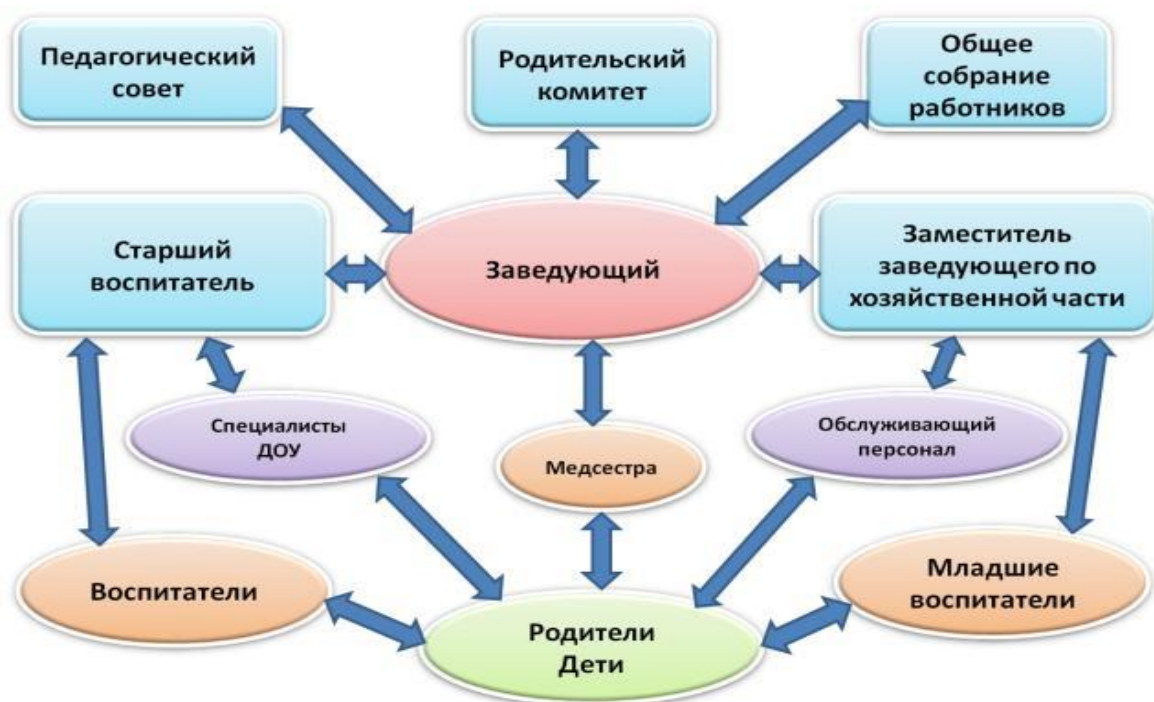 Педагогический
совет
Родительский
комитет
Общее
собрание
работников
Старший
воспитатель
Заведующий
Заместитель
заведующего по
хозяйственной части
Специалисты
ДОУ
Медсестра
Обслуживающий
персонал
Воспитатели
Родители
Дети
Младшие
воспитатели